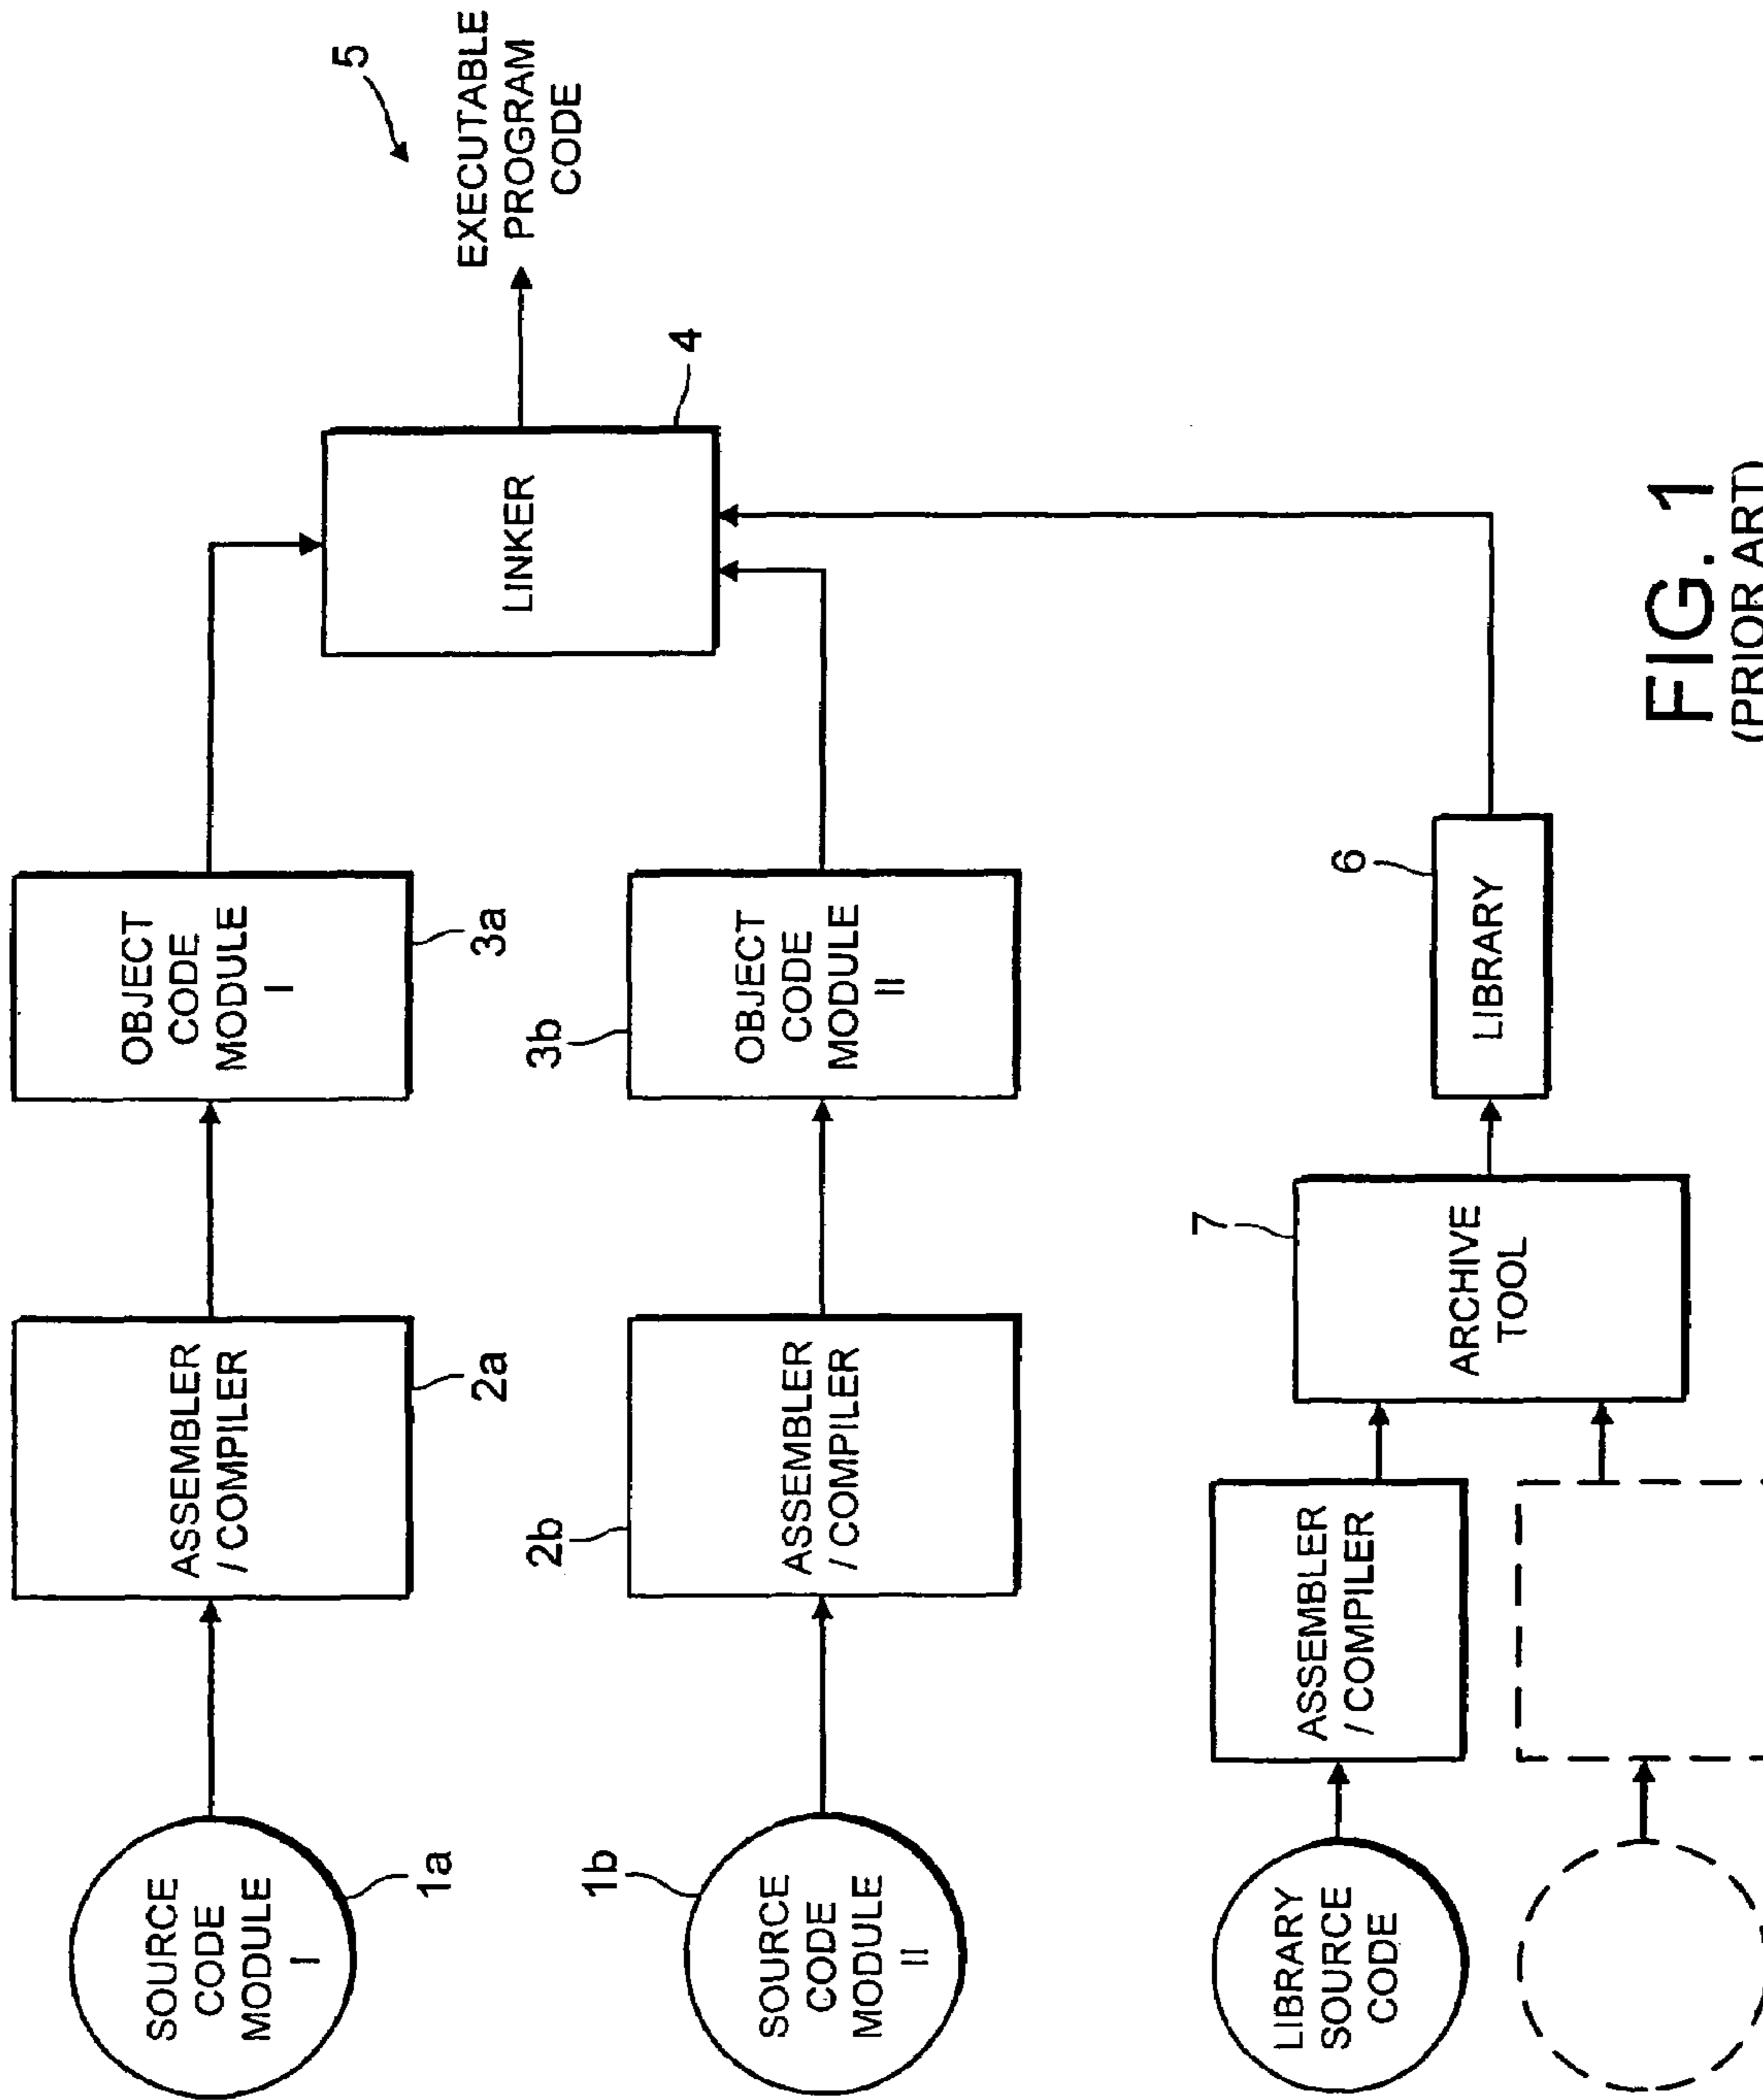 SOURCE
CODE
MODULE
I
1a
ASSEMBLER
/ COMPILER
2a
OBJECT
CODE
MODULE
I
3a
SOURCE
CODE
MODULE
II
1b
ASSEMBLER
/ COMPILER
2b
OBJECT
CODE
MODULE
II
3b
LINKER
4
EXECUTABLE
PROGRAM
CODE
5
LIBRARY
SOURCE
CODE
ASSEMBLER
/ COMPILER
ARCHIVE
TOOL
7
LIBRARY
6
FIG. 1
(PRIOR ART)